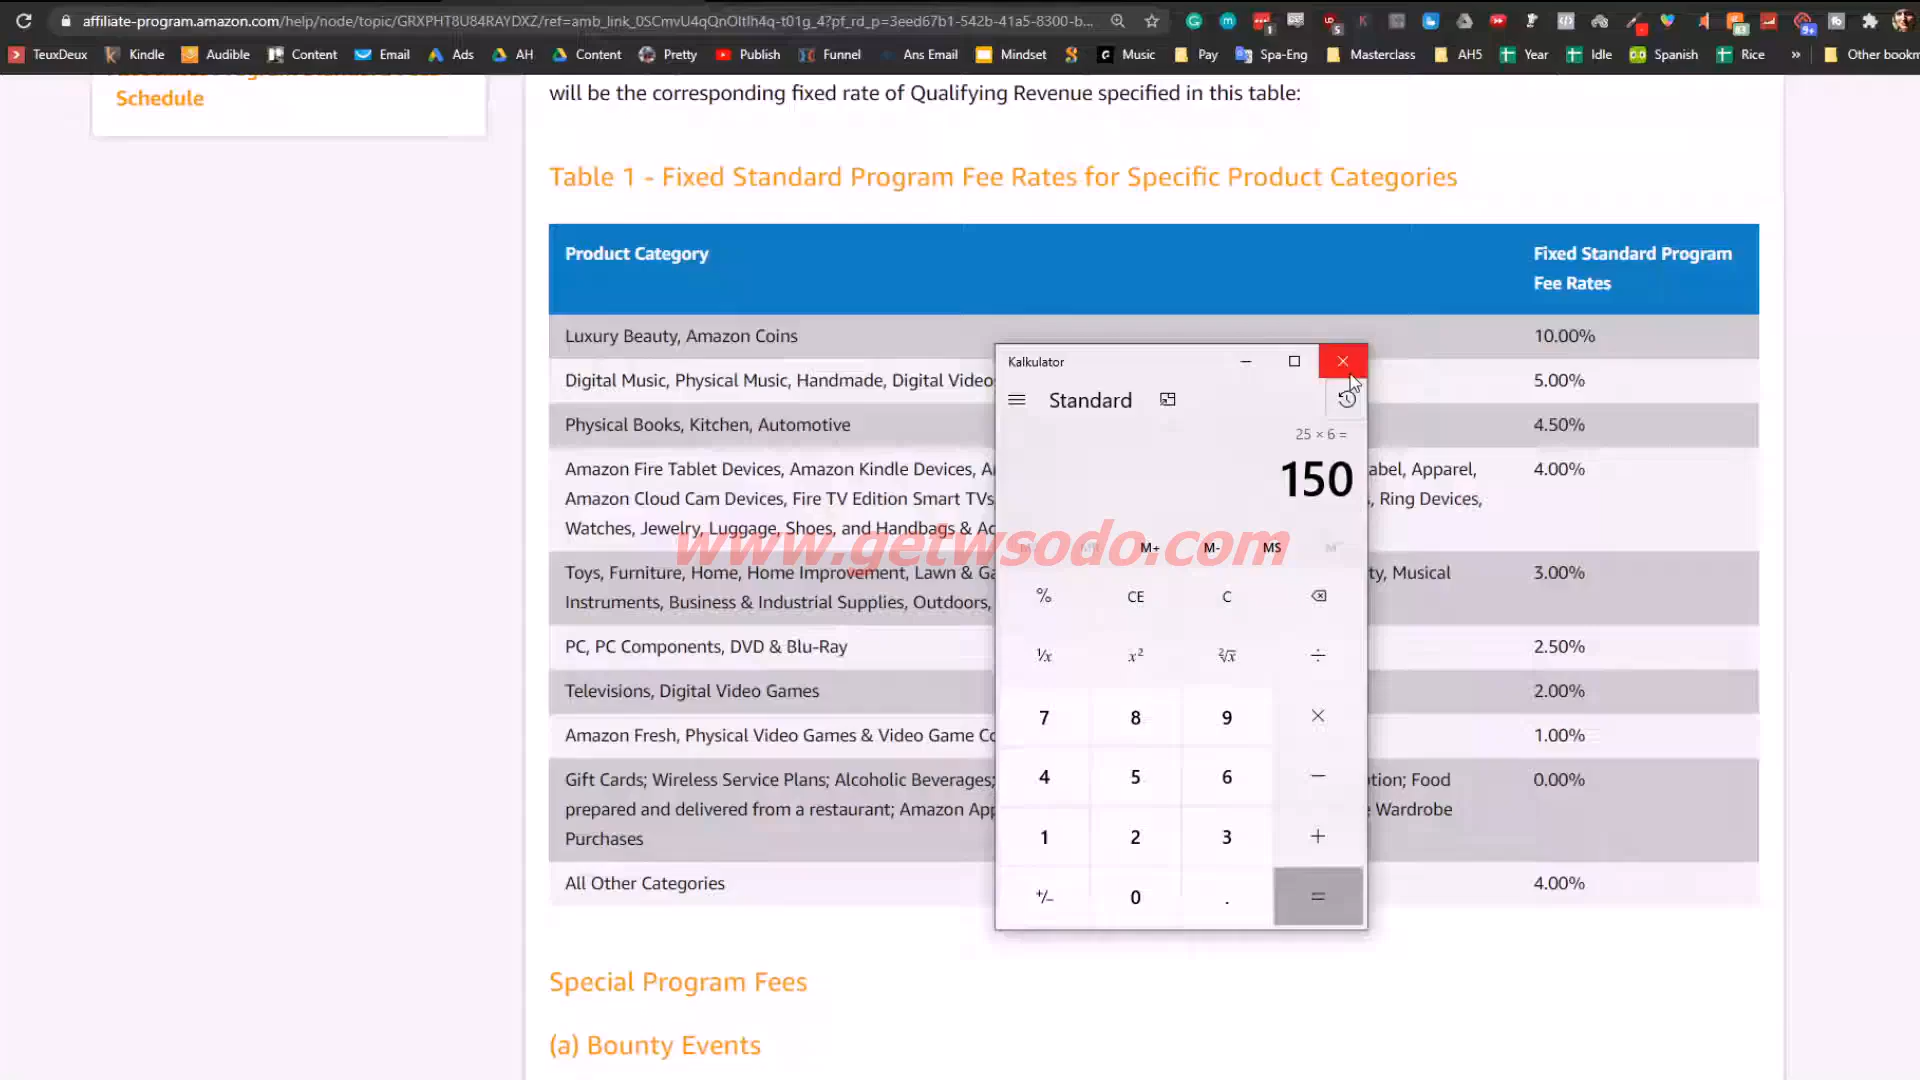 affiliate-program.amazon.com/help/node/topic/GRXPHT8U84RAYDXZ/ref=amb_link_0SCmvU4qQnOltlh4q-t01g_4?pf_rd_p=3eed67b1-542b-41a5-8300-b...
TeuxDeux Kindle Audible Content Email Ads AH Content Pretty Publish Funnel Ans Email Mindset Music Pay Spa-Eng Masterclass AH5 Year Idle Spanish Rice » Other bookm
Schedule
will be the corresponding fixed rate of Qualifying Revenue specified in this table:
Table 1 - Fixed Standard Program Fee Rates for Specific Product Categories
Product Category
Fixed Standard Program
Fee Rates
Luxury Beauty, Amazon Coins 10.00%
Digital Music, Physical Music, Handmade, Digital Video 5.00%
Physical Books, Kitchen, Automotive 4.50%
Amazon Fire Tablet Devices, Amazon Kindle Devices, A abel, Apparel, 4.00%
Amazon Cloud Cam Devices, Fire TV Edition Smart TVs , Ring Devices,
Watches, Jewelry, Luggage, Shoes, and Handbags & Ac
Toys, Furniture, Home, Home Improvement, Lawn & Ga ty, Musical 3.00%
Instruments, Business & Industrial Supplies, Outdoors,
PC, PC Components, DVD & Blu-Ray 2.50%
Televisions, Digital Video Games 2.00%
Amazon Fresh, Physical Video Games & Video Game Co 1.00%
Gift Cards; Wireless Service Plans; Alcoholic Beverages; tion; Food 0.00%
prepared and delivered from a restaurant; Amazon App Wardrobe
Purchases
All Other Categories 4.00%
Kalkulator
Standard
25 × 6 =
150
M+ M- MS
% CE C
¹/x x² ²√x ÷
7 8 9 ×
4 5 6 −
1 2 3 +
+/− 0 . =
www.getwsodo.com
Special Program Fees
(a) Bounty Events